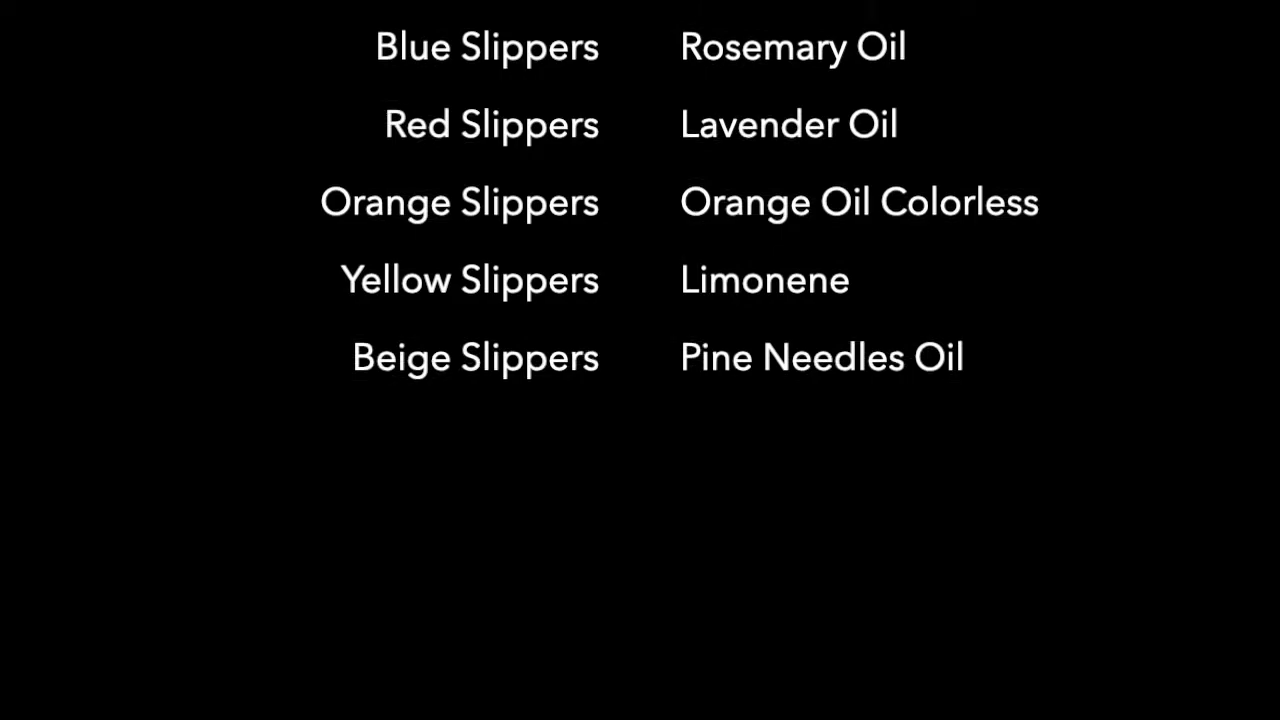 Blue Slippers Rosemary Oil
Red Slippers Lavender Oil
Orange Slippers Orange Oil Colorless
Yellow Slippers Limonene
Beige Slippers Pine Needles Oil